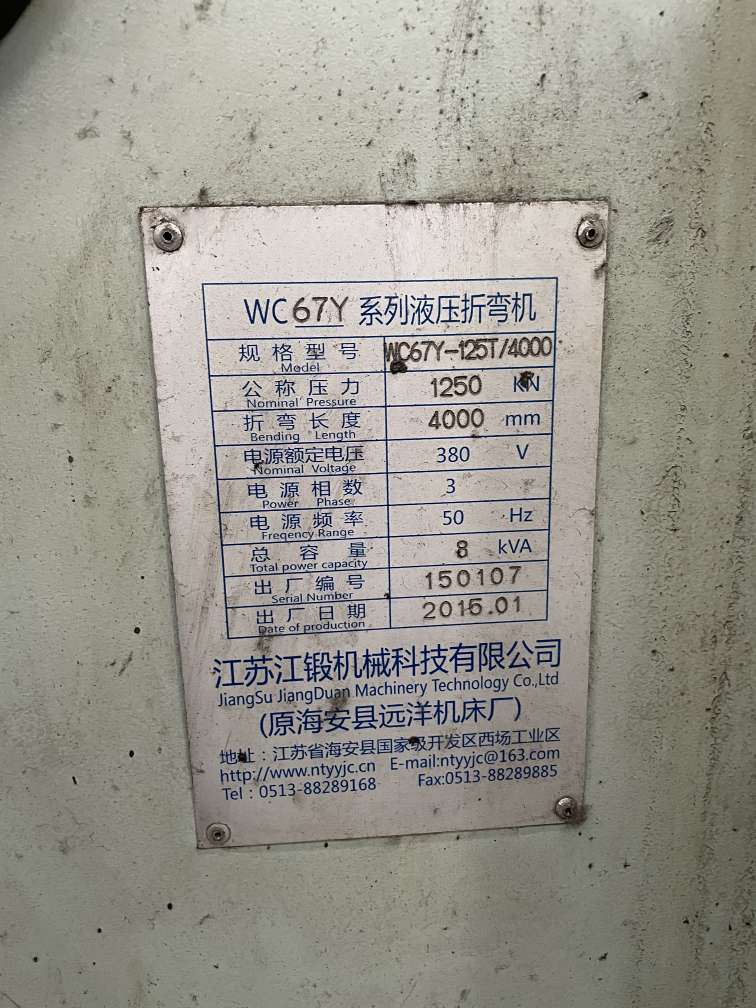 WC67Y 系列液压折弯机
规格型号 WC67Y-125T/4000
Model
公称压力 1250 KN
Nominal Pressure
折弯长度 4000 mm
Bending Length
电源额定电压 380 V
Nominal Voltage
电源相数 3
Power Phase
电源频率 50 Hz
Freqency Range
总容量 8 kVA
Total power capacity
出厂编号 150107
Serial Number
出厂日期 2015.01
Date of production
江苏江锻机械科技有限公司
JiangSu JiangDuan Machinery Technology Co.,Ltd
(原海安县远洋机床厂)
地址：江苏省海安县国家级开发区西场工业区
http://www.ntyyjc.cn E-mail:ntyyjc@163.com
Tel：0513-88289168 Fax:0513-88289885